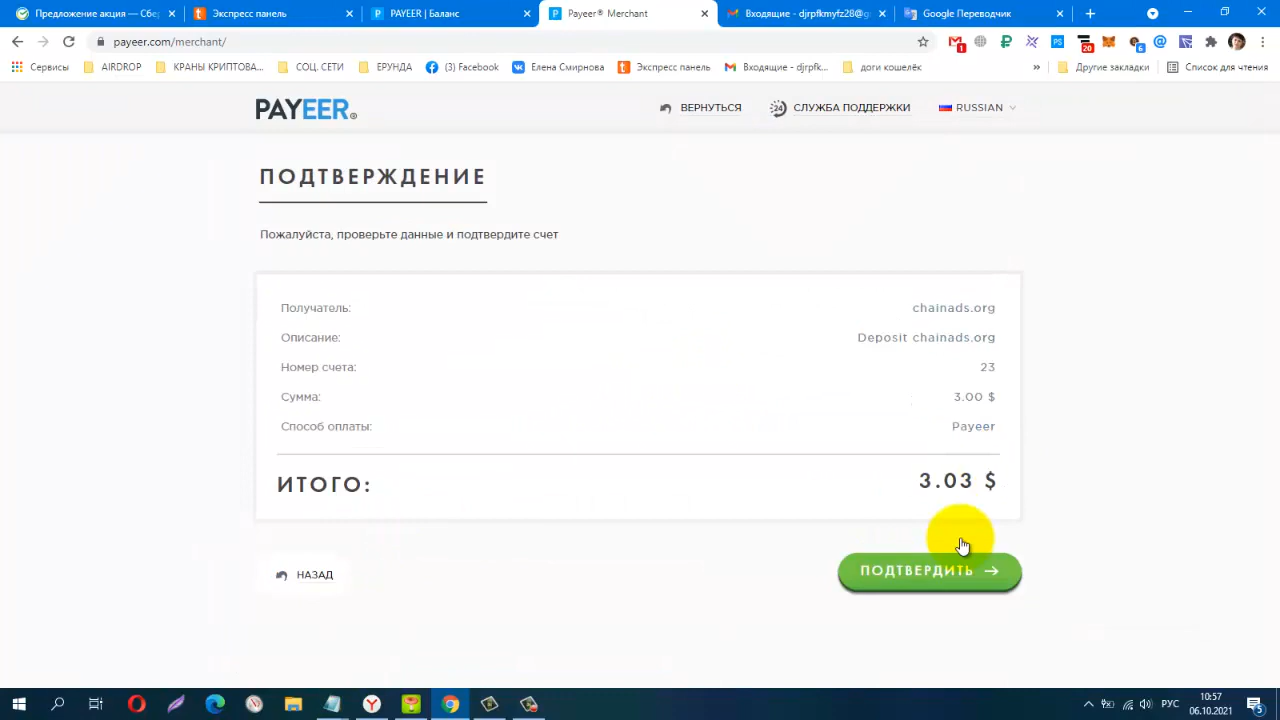 Предложение акция — Сбер
Экспресс панель
PAYEER | Баланс
Payeer® Merchant
Входящие - djrpfkmyfz28@g
Google Переводчик
payeer.com/merchant/
Сервисы
AIRDROP
КРАНЫ КРИПТОВА...
СОЦ. СЕТИ
ЕРУНДА
(3) Facebook
Елена Смирнова
Экспресс панель
Входящие - djrpfk...
доги кошелёк
»
Другие закладки
Список для чтения
PAYEER®
ВЕРНУТЬСЯ
24
СЛУЖБА ПОДДЕРЖКИ
RUSSIAN
ПОДТВЕРЖДЕНИЕ
Пожалуйста, проверьте данные и подтвердите счет
Получатель: chainads.org
Описание: Deposit chainads.org
Номер счета: 23
Сумма: 3.00 $
Способ оплаты: Payeer
ИТОГО: 3.03 $
НАЗАД
ПОДТВЕРДИТЬ
РУС
10:57
06.10.2021